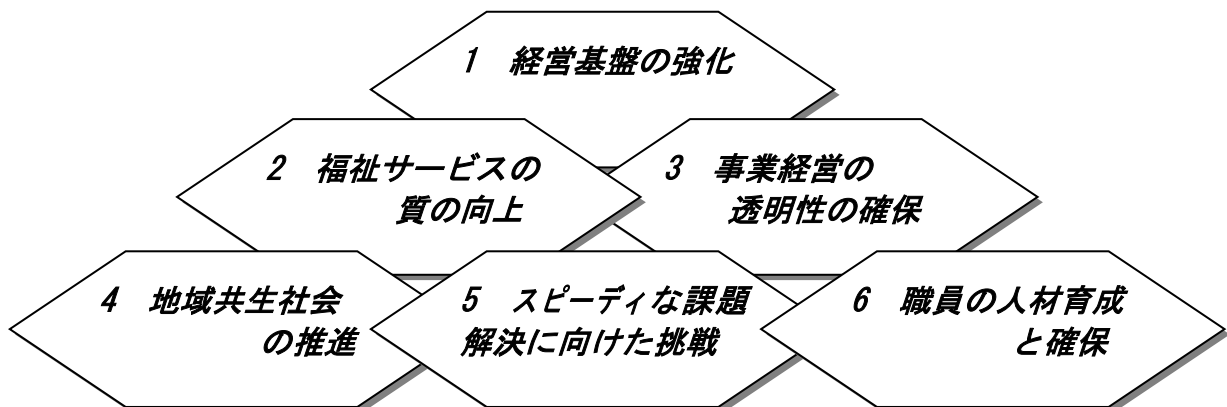 1　経営基盤の強化
2　福祉サービスの
質の向上
3　事業経営の
透明性の確保
4　地域共生社会
の推進
5　スピーディな課題
解決に向けた挑戦
6　職員の人材育成
と確保